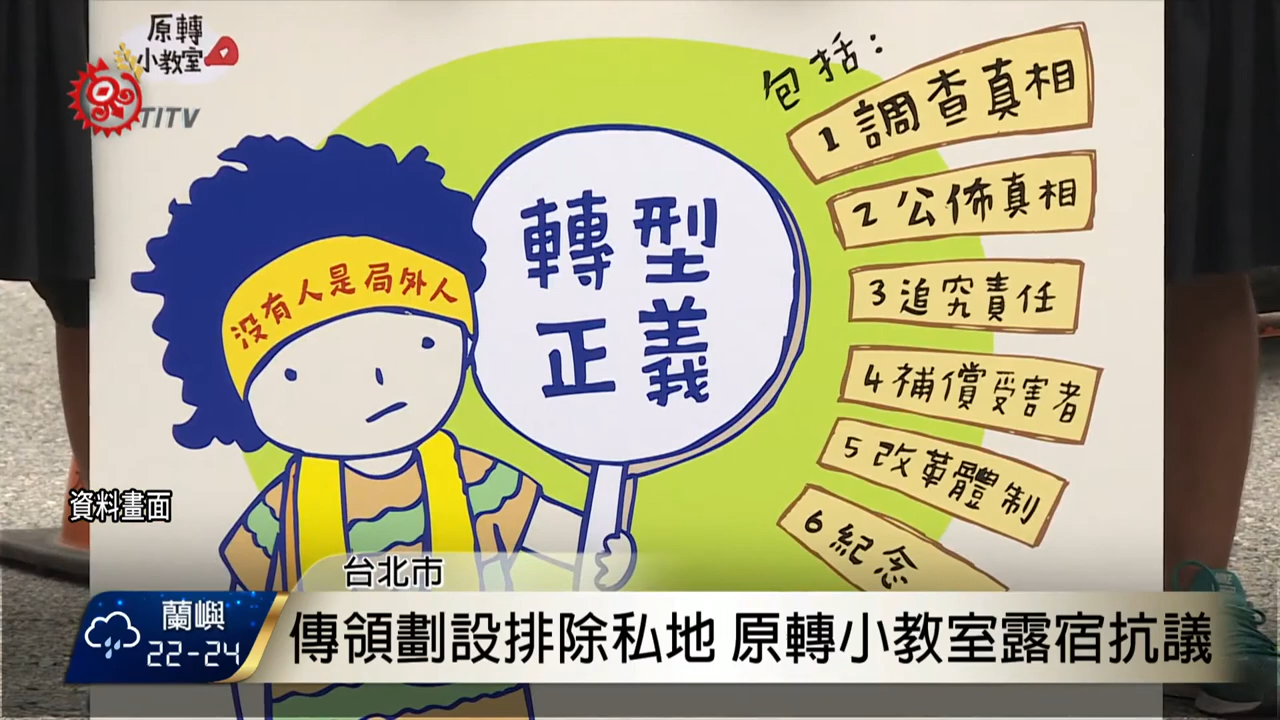 原轉
小教室
TITV
包括：
1 調查真相
2 公佈真相
3 追究責任
4 補償受害者
5 改革體制
6 紀念
轉型
正義
没有人是局外人
資料畫面
台北市
蘭嶼
22-24
傳領劃設排除私地 原轉小教室露宿抗議